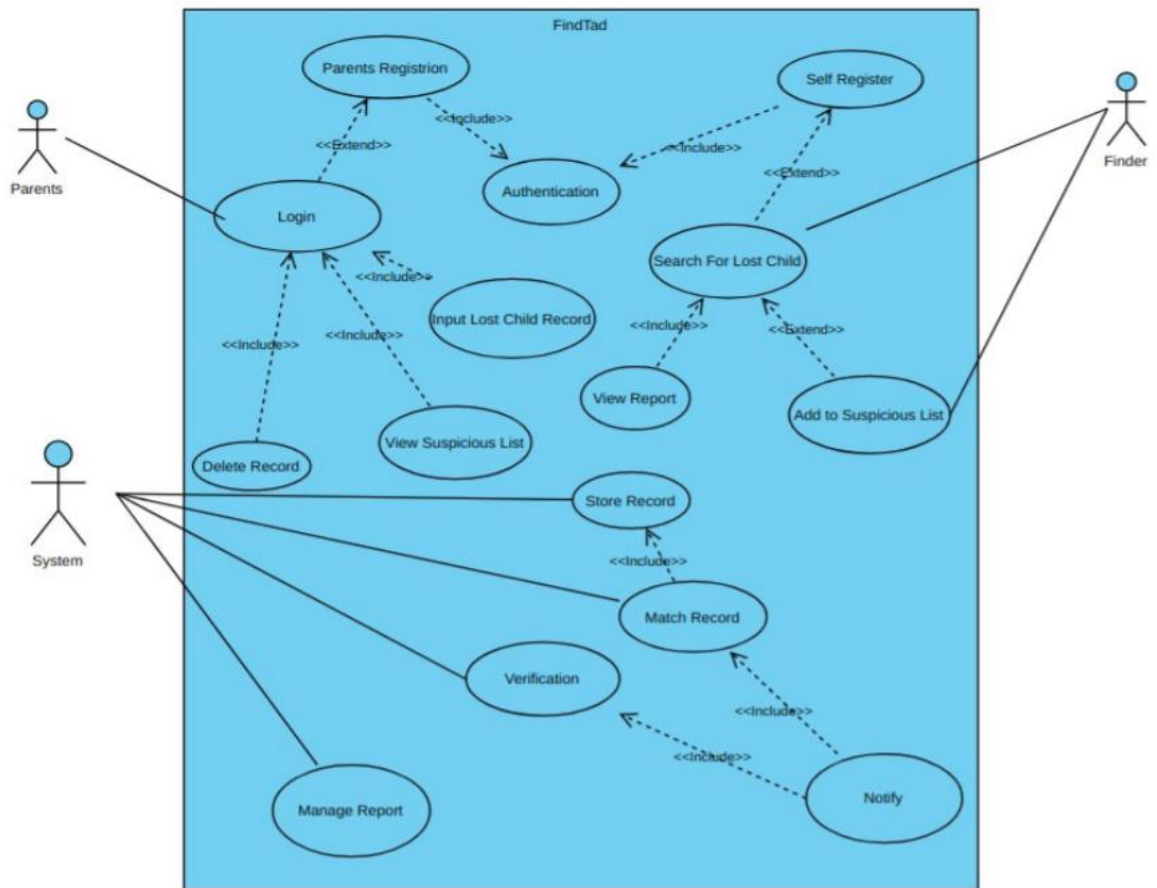 FindTad
Parents Registrion
Self Register
<<Include>>
<<Extend>>
<<Include>>
<<Extend>>
Authentication
Parents
Finder
Login
Search For Lost Child
<<Include>>
Input Lost Child Record
<<Include>>
<<Include>>
<<Include>>
<<Extend>>
View Report
Add to Suspicious List
View Suspicious List
Delete Record
Store Record
System
<<Include>>
Match Record
Verification
<<Include>>
<<Include>>
Manage Report
Notify